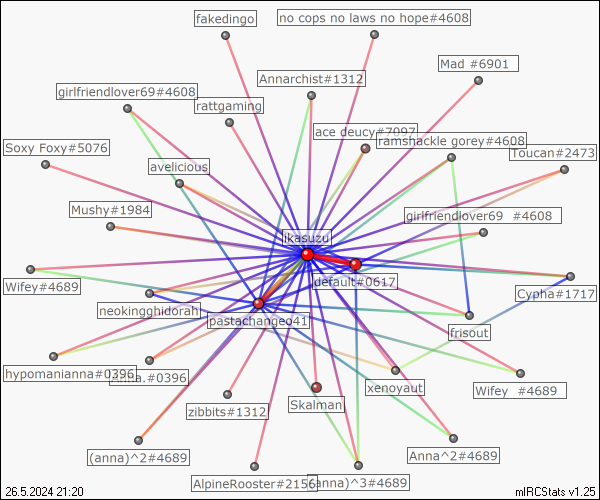 fakedingo
no cops no laws no hope#4608
Mad #6901
Annarchist#1312
girlfriendlover69#4608
rattgaming
ace deucy#7097
ramshackle gorey#4608
Soxy Foxy#5076
Toucan#2473
avelicious
Mushy#1984
girlfriendlover69 #4608
ikasuzu
default#0617
Wifey#4689
Cypha#1717
neokingghidorah
pastachangeo41
frisout
hypomanianna#0396
Anna.#0396
xenoyaut
Wifey #4689
zibbits#1312
Skalman
(anna)^2#4689
Anna^2#4689
AlpineRooster#2156
(anna)^3#4689
26.5.2024 21:20
mIRCStats v1.25